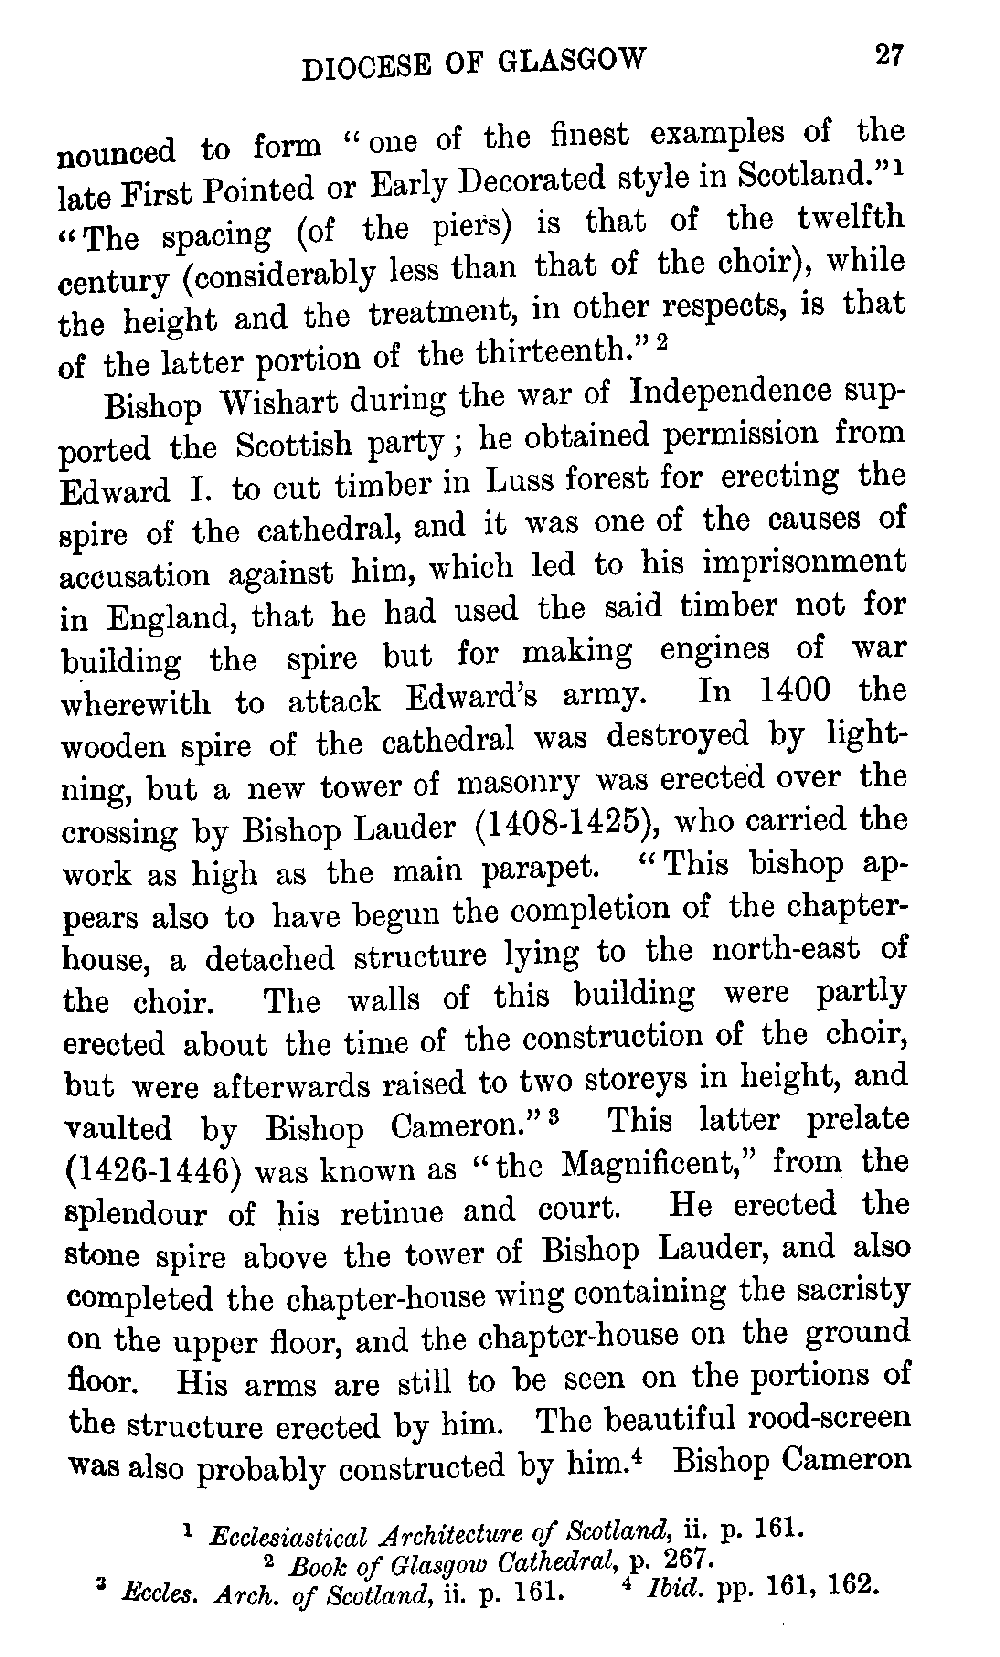 DIOCESE OF GLASGOW 27
nounced to form “one of the finest examples of the
late First Pointed or Early Decorated style in Scotland.”1
“The spacing (of the piers) is that of the twelfth
century (considerably less than that of the choir), while
the height and the treatment, in other respects, is that
of the latter portion of the thirteenth.” 2
Bishop Wishart during the war of Independence sup-
ported the Scottish party; he obtained permission from
Edward I. to cut timber in Luss forest for erecting the
spire of the cathedral, and it was one of the causes of
accusation against him, which led to his imprisonment
in England, that he had used the said timber not for
building the spire but for making engines of war
wherewith to attack Edward’s army. In 1400 the
wooden spire of the cathedral was destroyed by light-
ning, but a new tower of masonry was erected over the
crossing by Bishop Lauder (1408-1425), who carried the
work as high as the main parapet. “This bishop ap-
pears also to have begun the completion of the chapter-
house, a detached structure lying to the north-east of
the choir. The walls of this building were partly
erected about the time of the construction of the choir,
but were afterwards raised to two storeys in height, and
vaulted by Bishop Cameron.” 3 This latter prelate
(1426-1446) was known as “the Magnificent,” from the
splendour of his retinue and court. He erected the
stone spire above the tower of Bishop Lauder, and also
completed the chapter-house wing containing the sacristy
on the upper floor, and the chapter-house on the ground
floor. His arms are still to be seen on the portions of
the structure erected by him. The beautiful rood-screen
was also probably constructed by him.4 Bishop Cameron
1 Ecclesiastical Architecture of Scotland, ii. p. 161.
2 Book of Glasgow Cathedral, p. 267.
3 Eccles. Arch. of Scotland, ii. p. 161. 4 Ibid. pp. 161, 162.